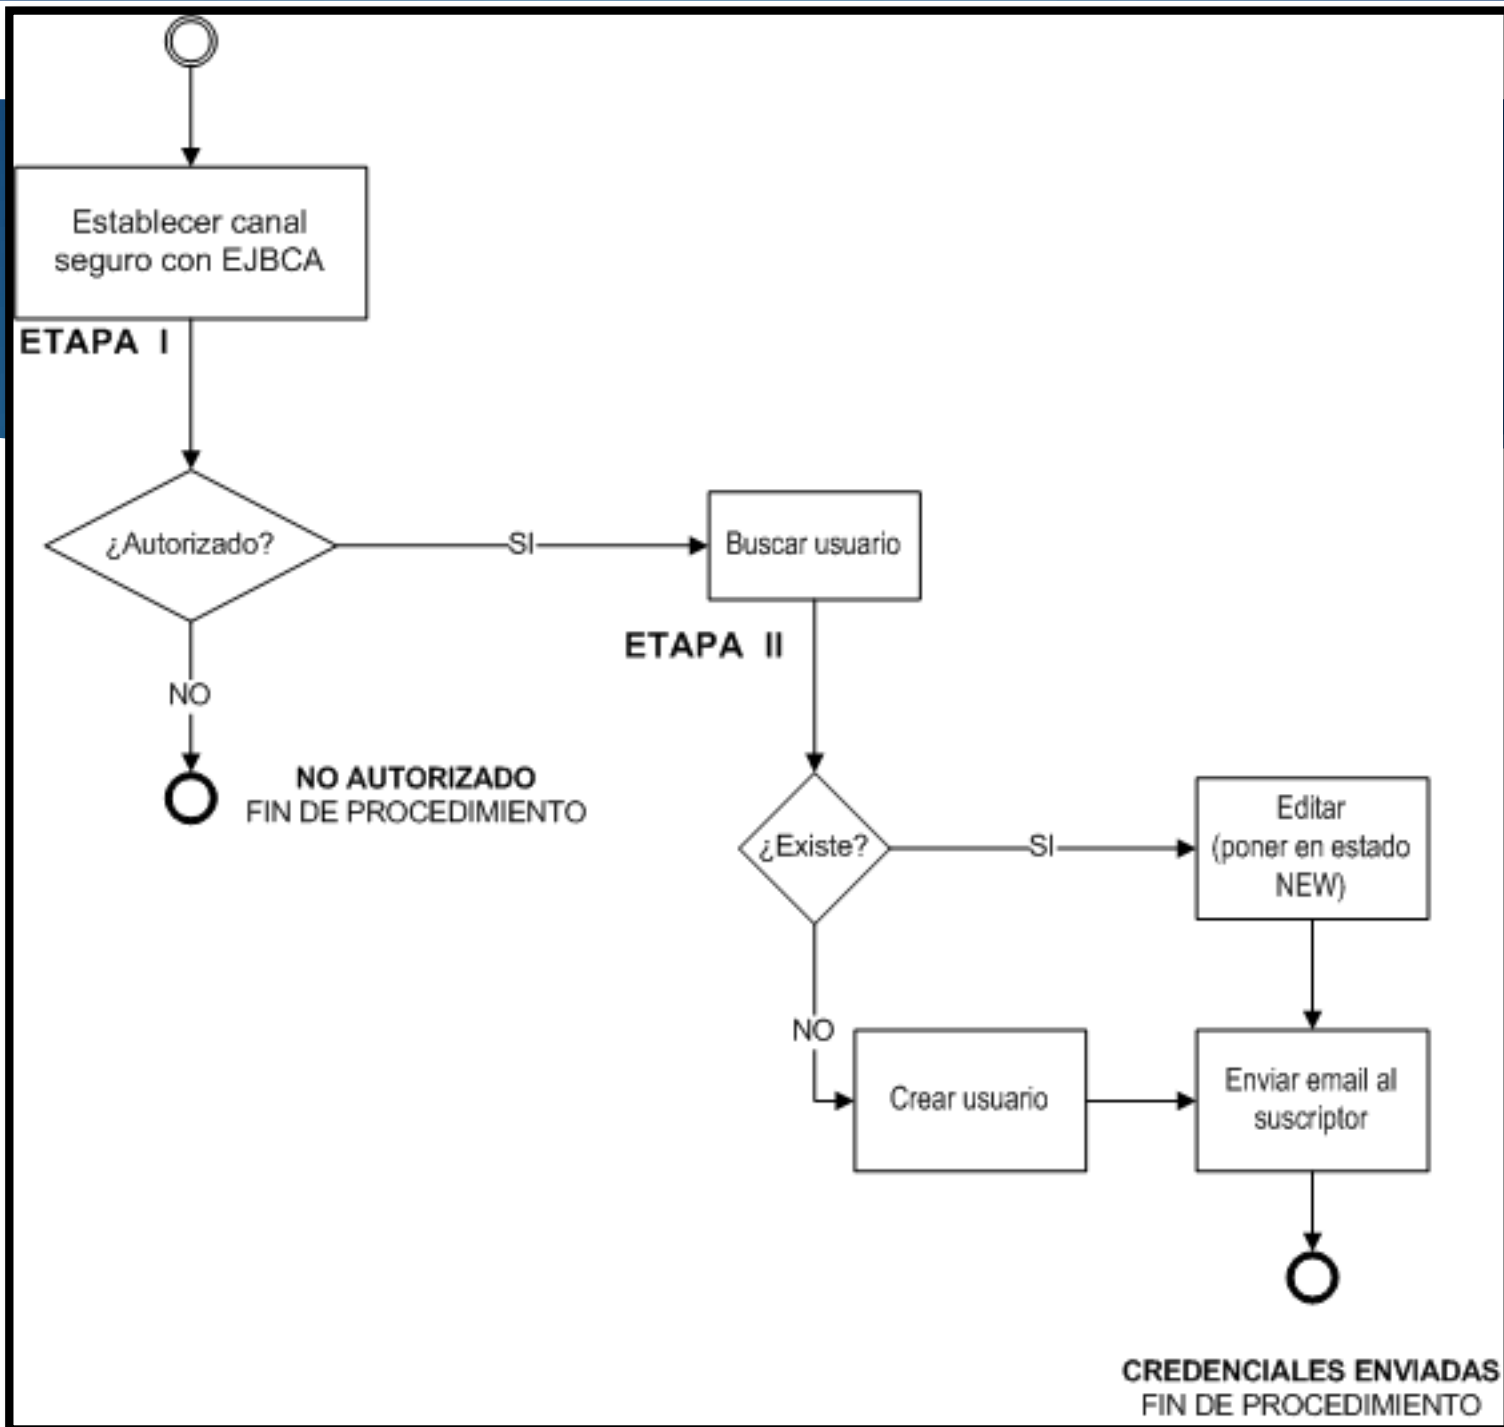 Establecer canal
seguro con EJBCA
ETAPA I
¿Autorizado?
SI
Buscar usuario
ETAPA II
NO
NO AUTORIZADO
FIN DE PROCEDIMIENTO
¿Existe?
SI
Editar
(poner en estado
NEW)
NO
Crear usuario
Enviar email al
suscriptor
CREDENCIALES ENVIADAS
FIN DE PROCEDIMIENTO